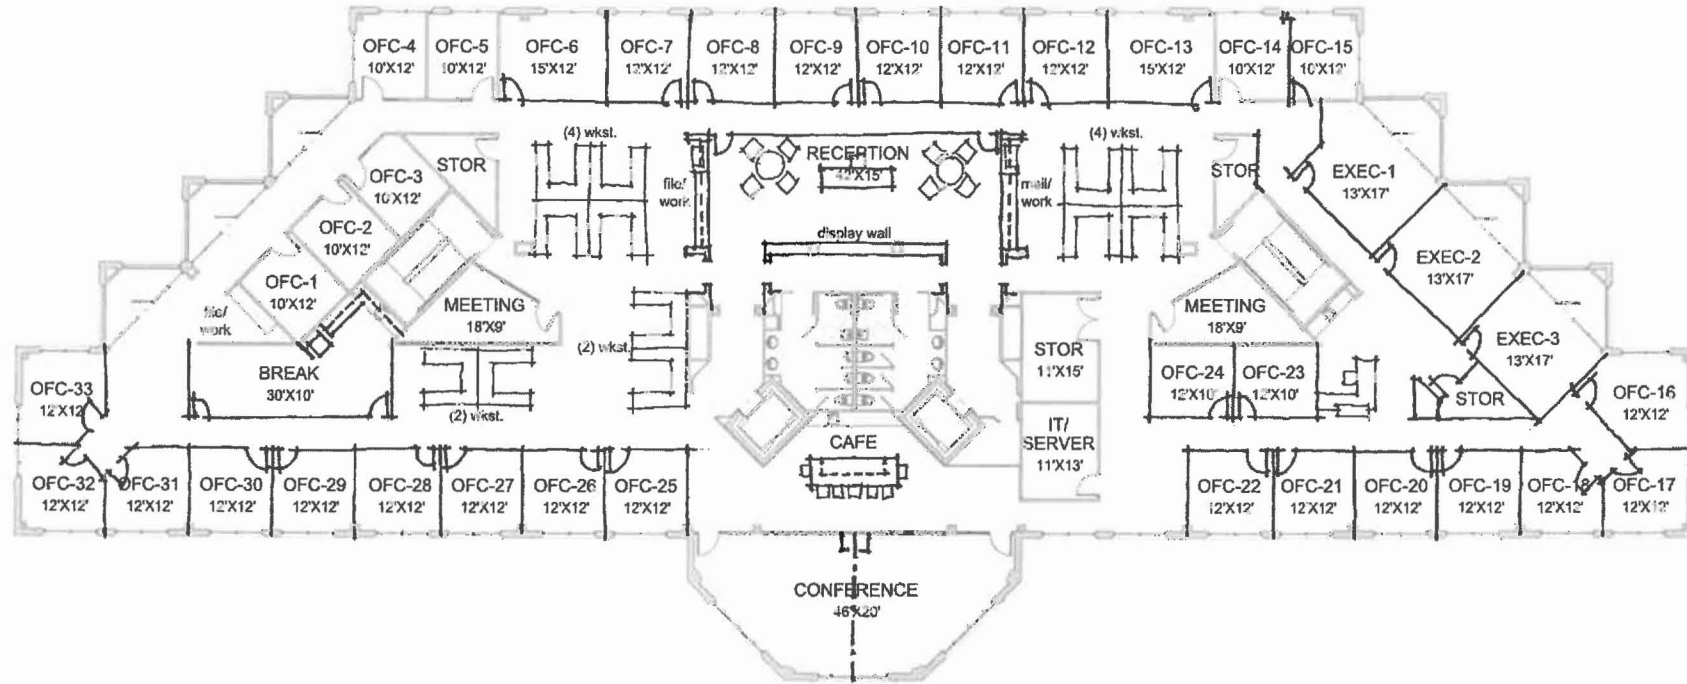 OFC-4
10'X12'
OFC-5
10'X12'
OFC-6
15'X12'
OFC-7
12'X12'
OFC-8
12'X12'
OFC-9
12'X12'
OFC-10
12'X12'
OFC-11
12'X12'
OFC-12
12'X12'
OFC-13
15'X12'
OFC-14
10'X12'
OFC-15
10'X12'
(4) wkst.
(4) wkst.
STOR
OFC-3
10'X12'
file/
work
RECEPTION
42'X15'
mail/
work
STOR
EXEC-1
13'X17'
OFC-2
10'X12'
display wall
EXEC-2
13'X17'
OFC-1
10'X12'
file/
work
MEETING
18'X9'
(2) wkst.
MEETING
18'X9'
EXEC-3
13'X17'
STOR
11'X15'
OFC-33
12'X12'
BREAK
30'X10'
(2) wkst.
OFC-24
12'X10'
OFC-23
12'X10'
STOR
OFC-16
12'X12'
CAFE
IT/
SERVER
11'X13'
OFC-32
12'X12'
OFC-31
12'X12'
OFC-30
12'X12'
OFC-29
12'X12'
OFC-28
12'X12'
OFC-27
12'X12'
OFC-26
12'X12'
OFC-25
12'X12'
OFC-22
12'X12'
OFC-21
12'X12'
OFC-20
12'X12'
OFC-19
12'X12'
OFC-18
12'X12'
OFC-17
12'X12'
CONFERENCE
46'X20'